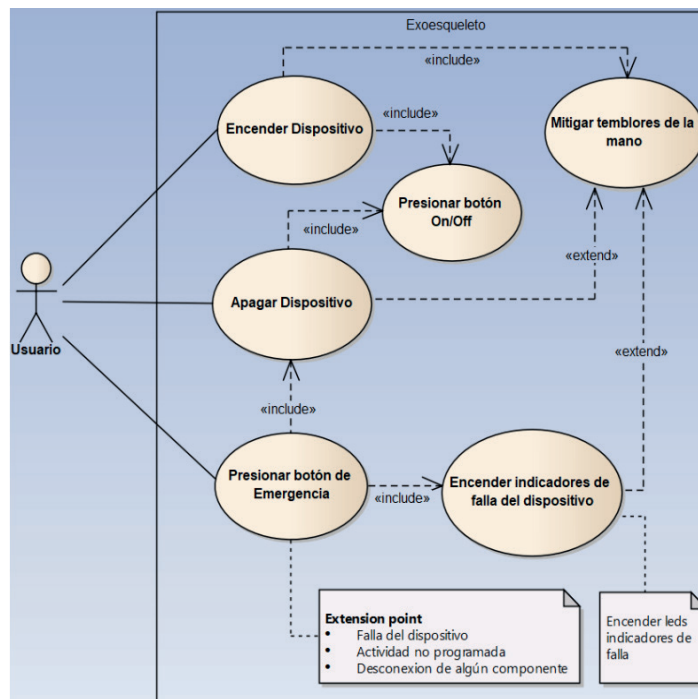 Exoesqueleto
«include»
Encender Dispositivo
«include»
Mitigar temblores de la
mano
Presionar botón
On/Off
«include»
«extend»
Apagar Dispositivo
Usuario
«extend»
«include»
Presionar botón de
Emergencia
«include»
Encender indicadores de
falla del dispositivo
Extension point
• Falla del dispositivo
• Actividad no programada
• Desconexion de algún componente
Encender leds
indicadores de
falla